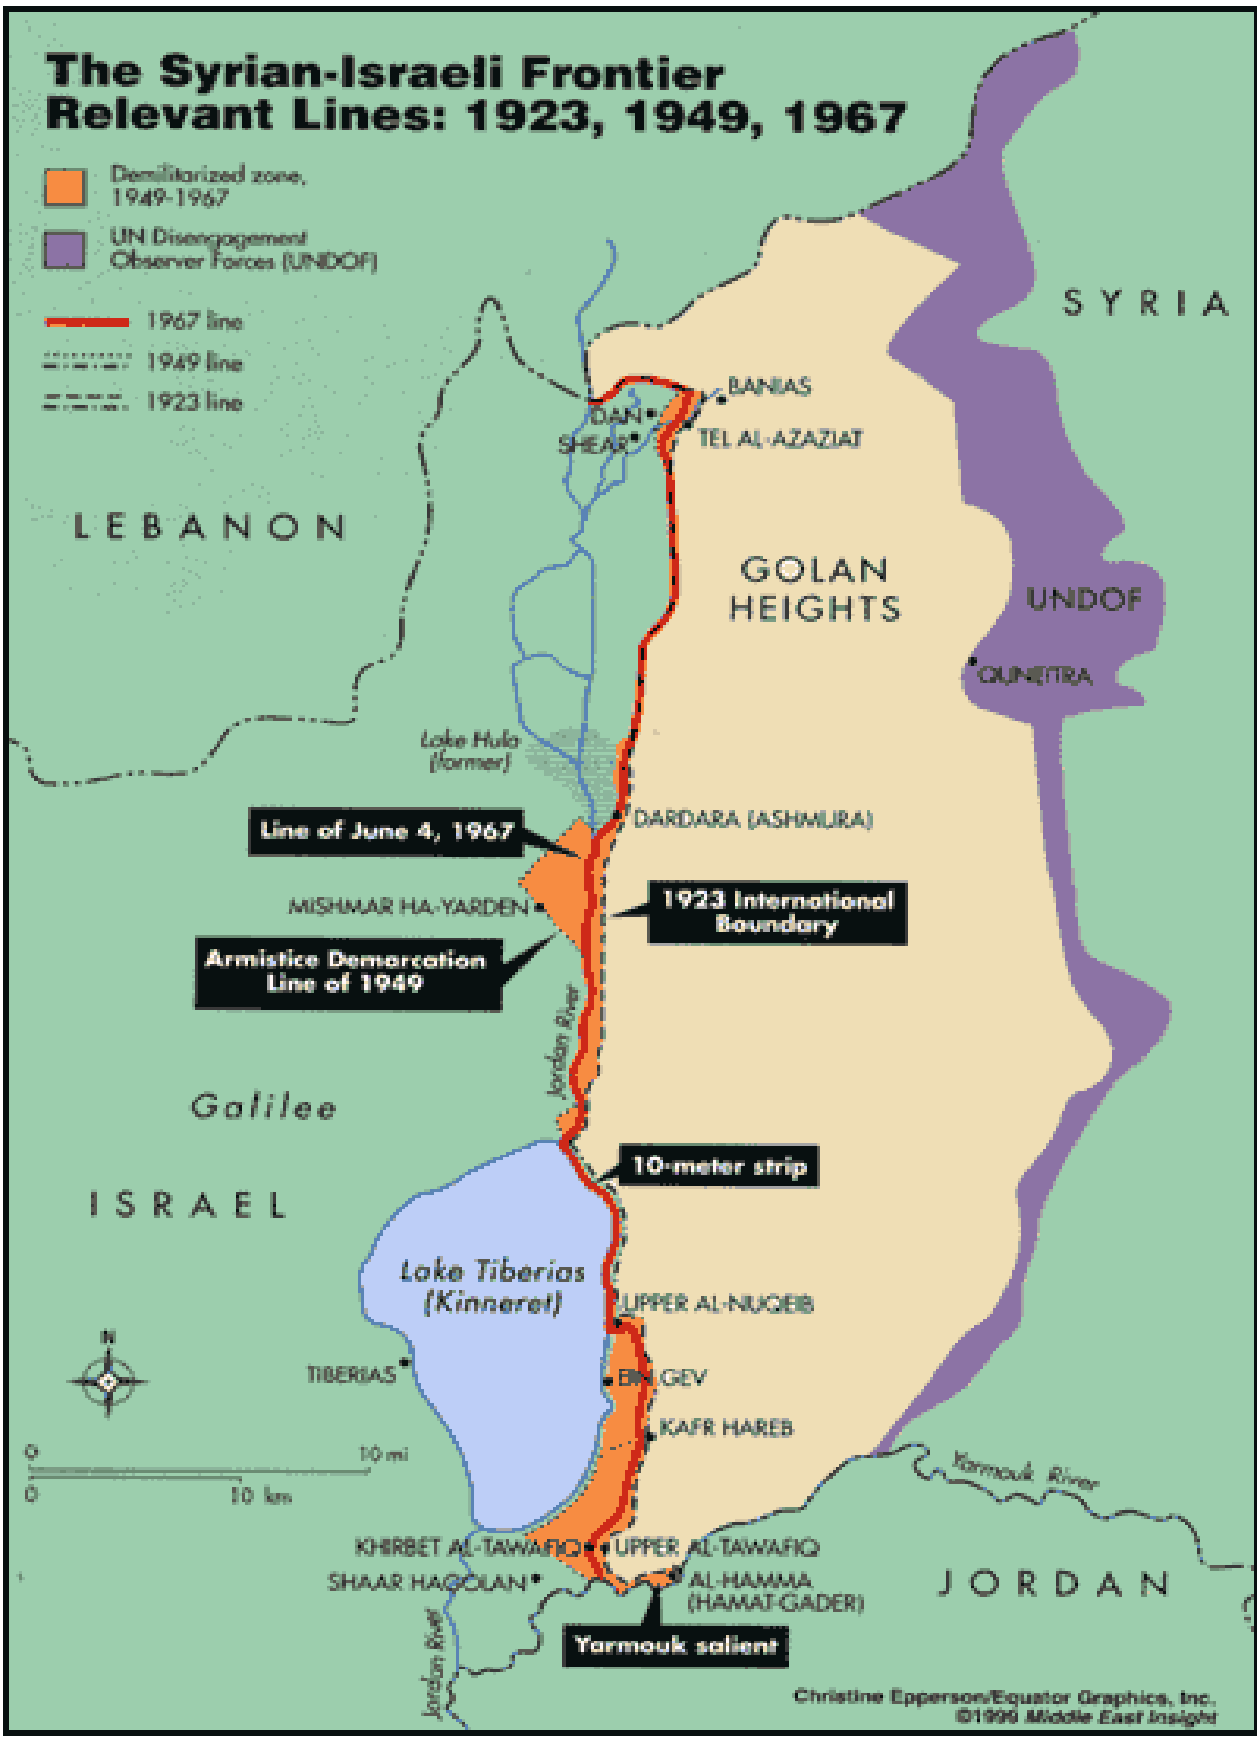 The Syrian-Israeli Frontier
Relevant Lines: 1923, 1949, 1967
Demilitarized zone,
1949-1967
UN Disengagement
Observer Forces (UNDOF)
1967 line
1949 line
1923 line
SYRIA
BANIAS
DAN
SHEAR
TEL AL-AZAZIAT
LEBANON
GOLAN
HEIGHTS
UNDOF
QUNEITRA
Lake Hula
(former)
Line of June 4, 1967
DARDARA (ASHMURA)
MISHMAR HA-YARDEN
1923 International
Boundary
Armistice Demarcation
Line of 1949
Jordan River
Galilee
10-meter strip
ISRAEL
Lake Tiberias
(Kinneret)
UPPER AL-NUQEIB
N
TIBERIAS
EIN GEV
KAFR HAREB
0
10 mi
0
10 km
Yarmouk River
KHIRBET AL-TAWAFIQ
UPPER AL-TAWAFIQ
SHAAR HAGOLAN
AL-HAMMA
(HAMAT-GADER)
JORDAN
Yarmouk salient
Jordan River
Christine Epperson/Equator Graphics, Inc.
©1999 Middle East Insight